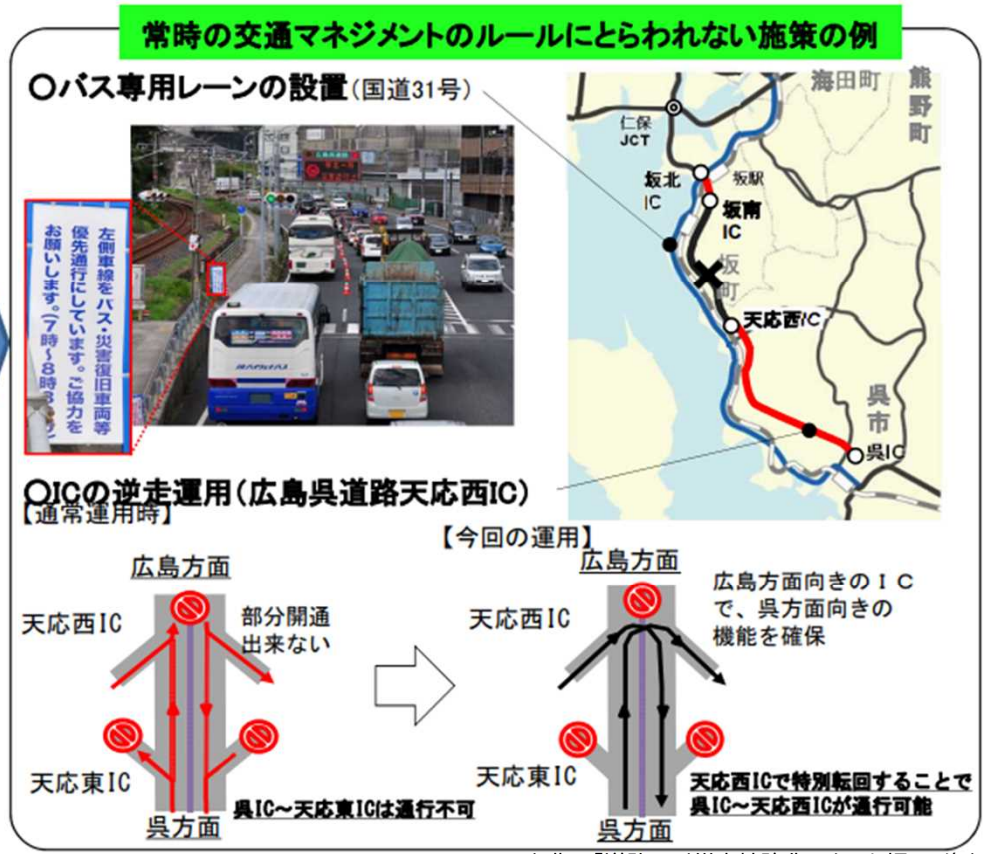 常時の交通マネジメントのルールにとらわれない施策の例
〇バス専用レーンの設置(国道31号)
左側車線をバス・災害復旧車両等
優先通行にしています。ご協力を
お願いします。(7時～8時
海田町
熊野町
仁保
JCT
坂北
IC
坂駅
坂南
IC
坂町
天応西IC
呉市
呉IC
〇ICの逆走運用(広島呉道路天応西IC)
【通常運用時】
広島方面
天応西IC
部分開通
出来ない
天応東IC
呉IC～天応東ICは通行不可
呉方面
【今回の運用】
広島方面
天応西IC
広島方面向きのＩＣ
で、呉方面向きの
機能を確保
天応東IC
天応西ICで特別転回することで
呉IC～天応西ICが通行可能
呉方面